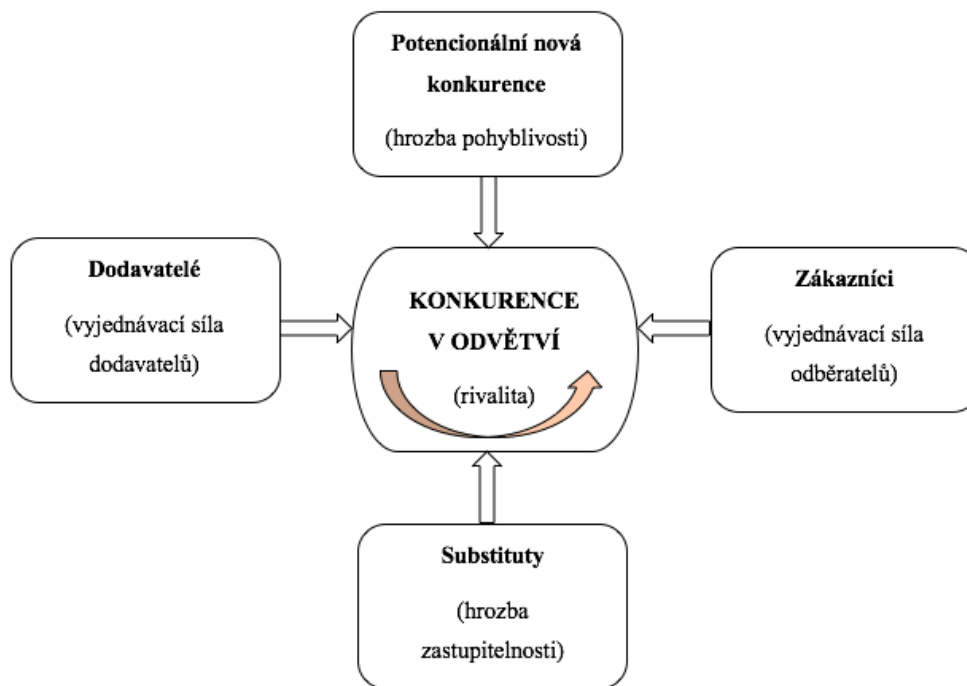 Potencionální nová
konkurence
(hrozba pohyblivosti)
Dodavatelé
(vyjednávací síla
dodavatelů)
KONKURENCE
V ODVĚTVÍ
(rivalita)
Zákazníci
(vyjednávací síla
odběratelů)
Substituty
(hrozba
zastupitelnosti)